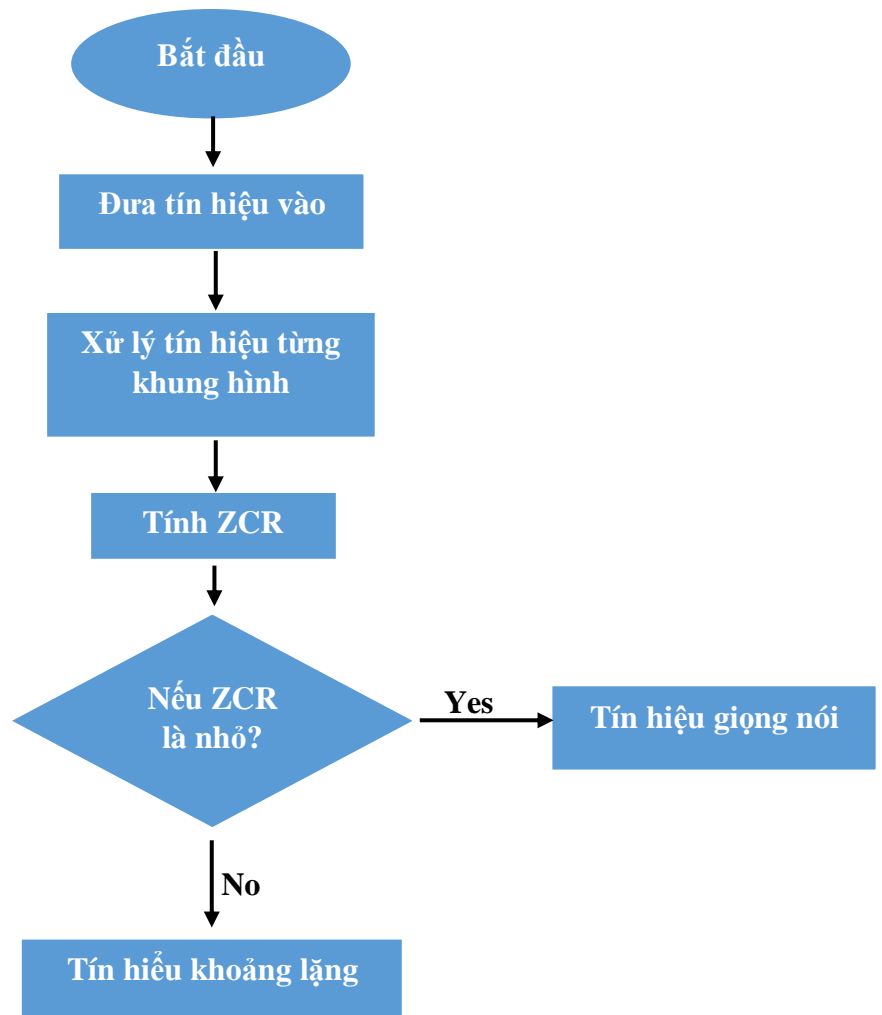 Bắt đầu
Đưa tín hiệu vào
Xử lý tín hiệu từng
khung hình
Tính ZCR
Nếu ZCR
là nhỏ?
Yes
Tín hiệu giọng nói
No
Tín hiểu khoảng lặng